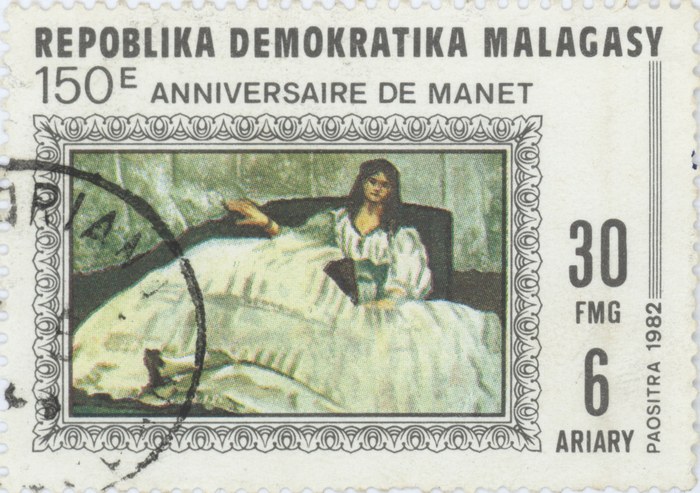 REPOBLIKA DEMOKRATIKA MALAGASY
150E ANNIVERSAIRE DE MANET
30
FMG
6
ARIARY
PAOSITRA 1982